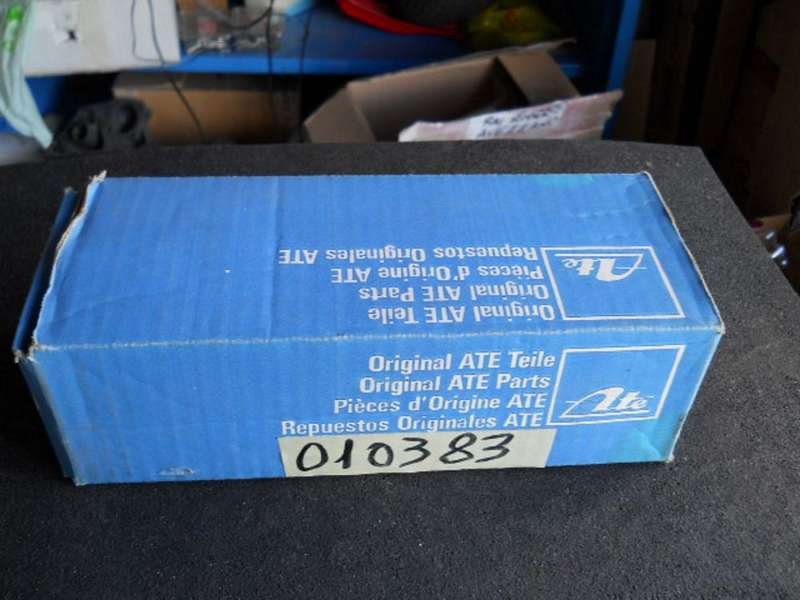 Repuestos Originales ATE
Pièces d'Origine ATE
Original ATE Parts
Original ATE Teile
Ate
Original ATE Teile
Original ATE Parts
Pièces d'Origine ATE
Repuestos Originales ATE
Ate
010383